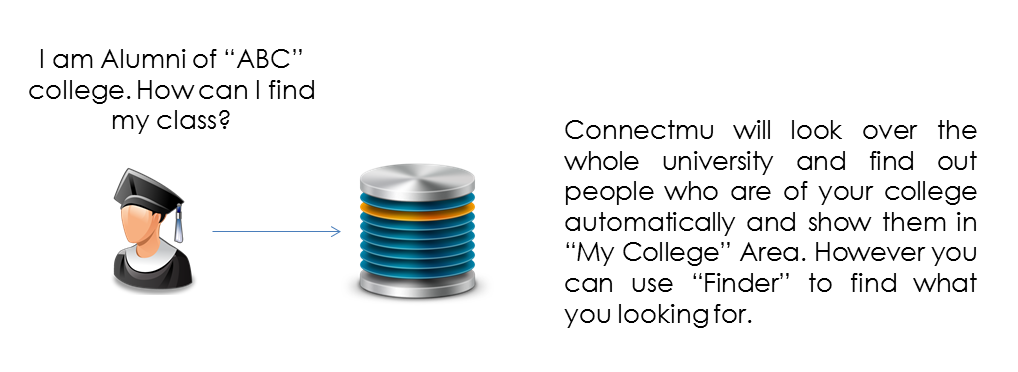 I am Alumni of “ABC”
college. How can I find
my class?
Connectmu will look over the
whole university and find out
people who are of your college
automatically and show them in
“My College” Area. However you
can use “Finder” to find what
you looking for.